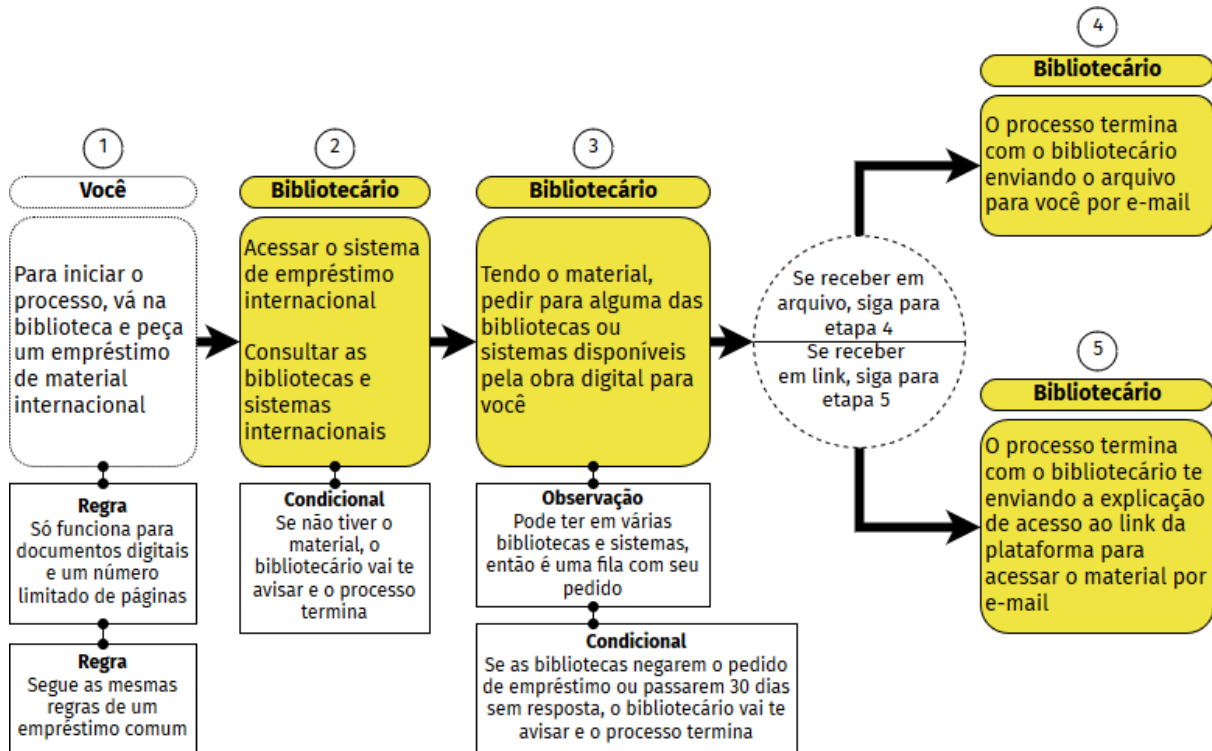 1
Você
Para iniciar o
processo, vá na
biblioteca e peça
um empréstimo
de material
internacional
Regra
Só funciona para
documentos digitais
e um número
limitado de páginas
Regra
Segue as mesmas
regras de um
empréstimo comum
2
Bibliotecário
Acessar o sistema
de empréstimo
internacional
Consultar as
bibliotecas e
sistemas
internacionais
Condicional
Se não tiver o
material, o
bibliotecário vai te
avisar e o processo
termina
3
Bibliotecário
Tendo o material,
pedir para alguma das
bibliotecas ou
sistemas disponíveis
pela obra digital para
você
Observação
Pode ter em várias
bibliotecas e sistemas,
então é uma fila com seu
pedido
Condicional
Se as bibliotecas negarem o pedido
de empréstimo ou passarem 30 dias
sem resposta, o bibliotecário vai te
avisar e o processo termina
Se receber em
arquivo, siga para
etapa 4
Se receber
em link, siga para
etapa 5
4
Bibliotecário
O processo termina
com o bibliotecário
enviando o arquivo
para você por e-mail
5
Bibliotecário
O processo termina
com o bibliotecário te
enviando a explicação
de acesso ao link da
plataforma para
acessar o material por
e-mail